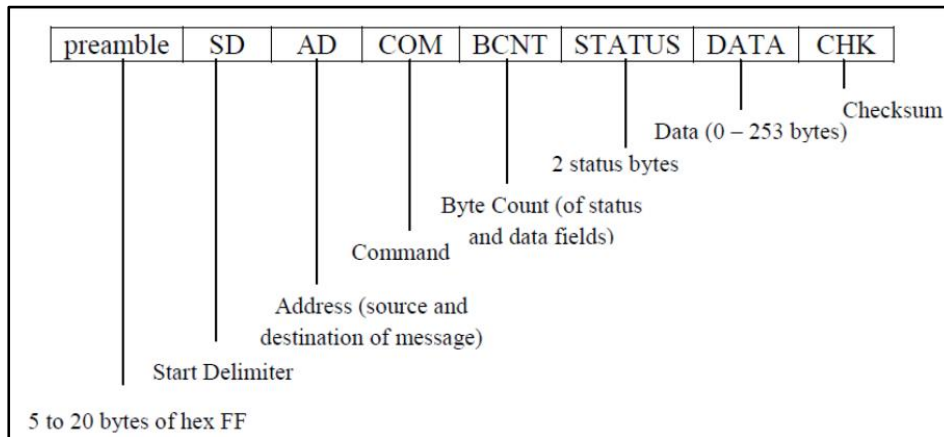 preamble SD AD COM BCNT STATUS DATA CHK
Checksum
Data (0 – 253 bytes)
2 status bytes
Byte Count (of status
and data fields)
Command
Address (source and
destination of message)
Start Delimiter
5 to 20 bytes of hex FF